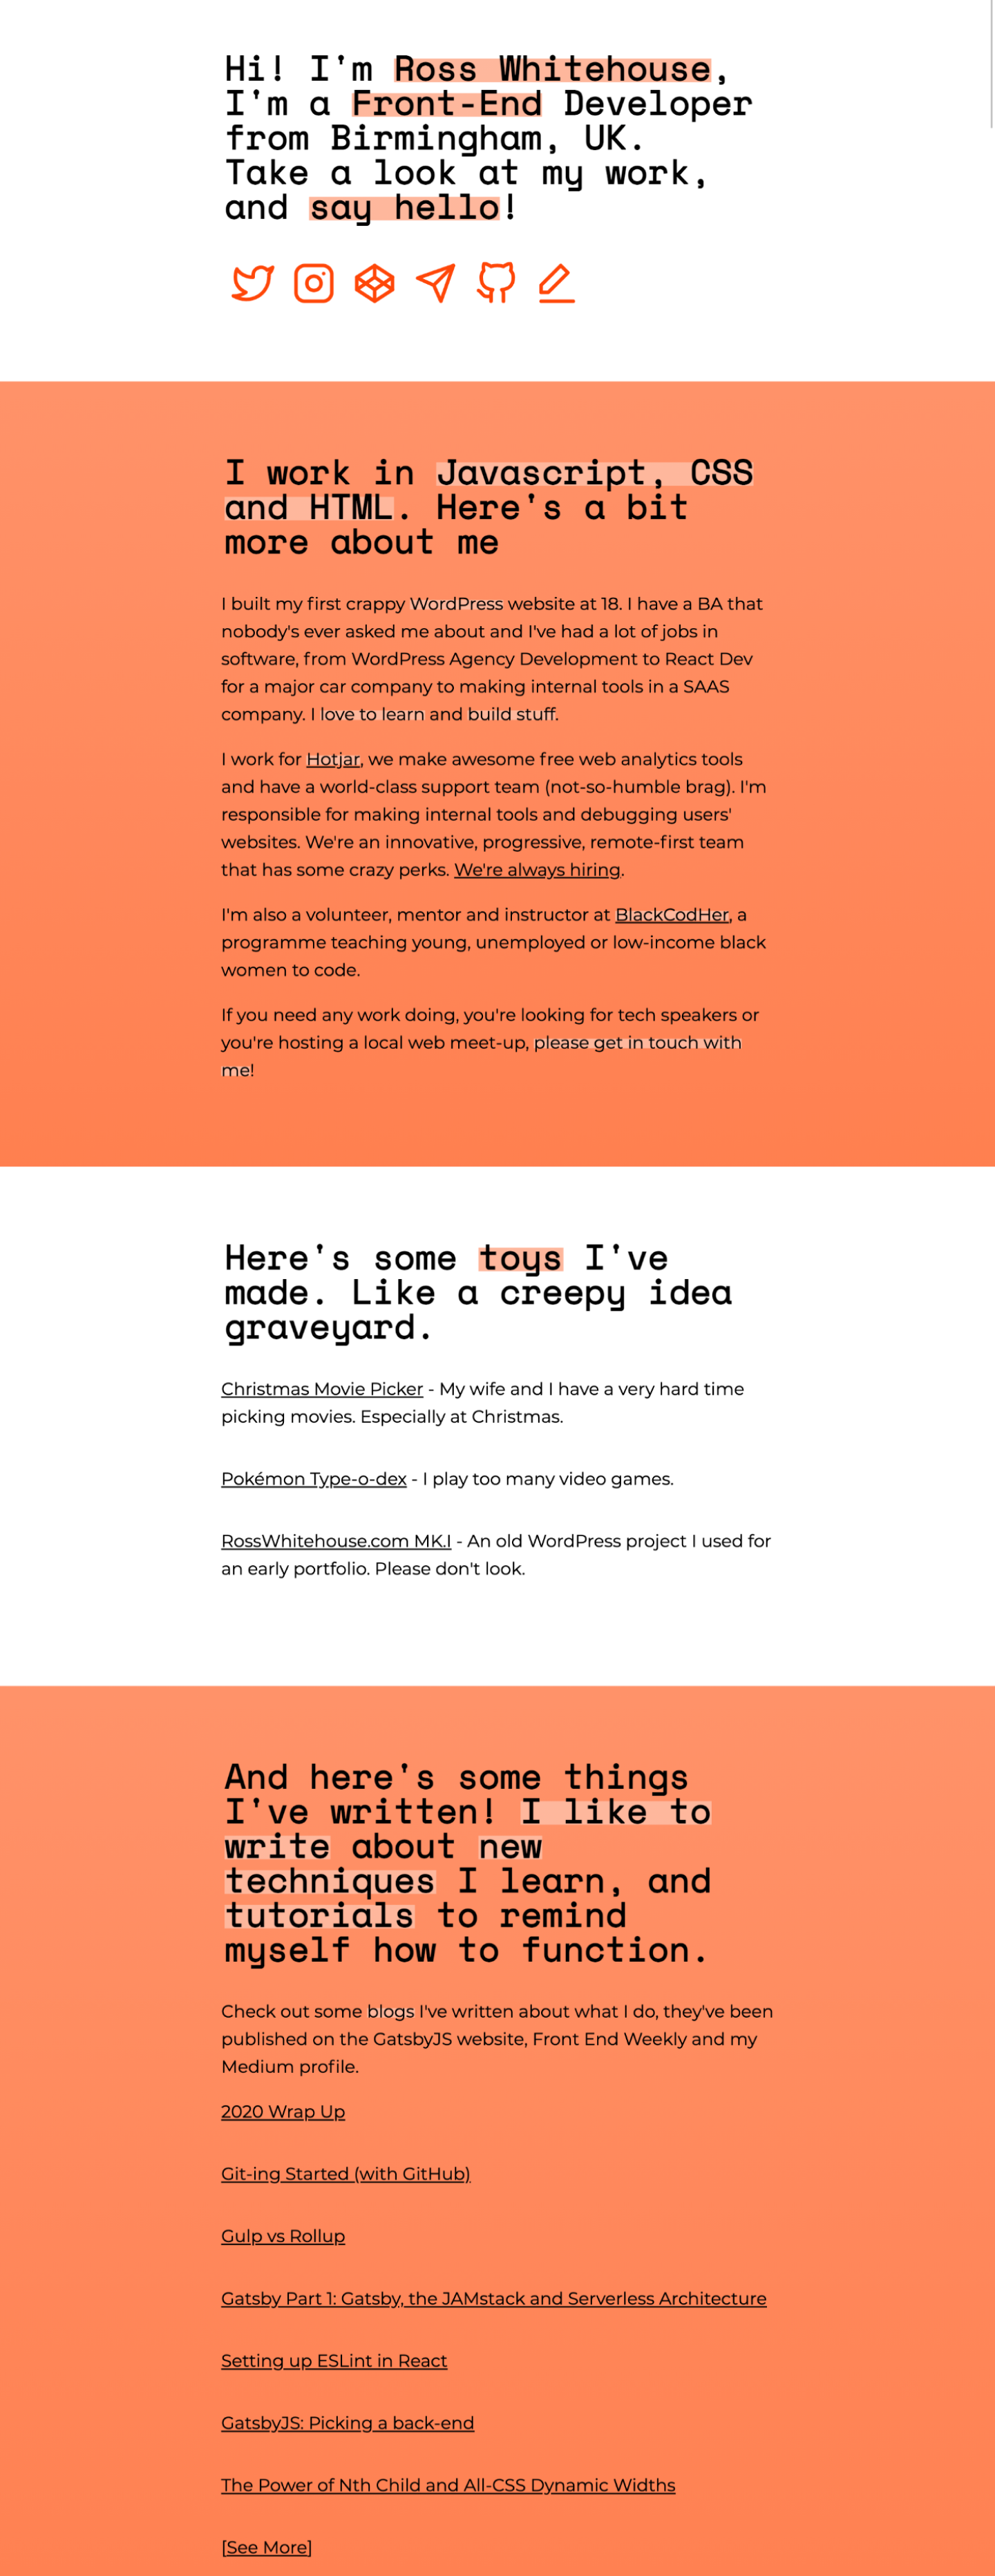 Hi! I'm Ross Whitehouse,
I'm a Front-End Developer
from Birmingham, UK.
Take a look at my work,
and say hello!
I work in Javascript, CSS
and HTML. Here's a bit
more about me
I built my first crappy WordPress website at 18. I have a BA that
nobody's ever asked me about and I've had a lot of jobs in
software, from WordPress Agency Development to React Dev
for a major car company to making internal tools in a SAAS
company. I love to learn and build stuff.
I work for Hotjar, we make awesome free web analytics tools
and have a world-class support team (not-so-humble brag). I'm
responsible for making internal tools and debugging users'
websites. We're an innovative, progressive, remote-first team
that has some crazy perks. We're always hiring.
I'm also a volunteer, mentor and instructor at BlackCodHer, a
programme teaching young, unemployed or low-income black
women to code.
If you need any work doing, you're looking for tech speakers or
you're hosting a local web meet-up, please get in touch with
me!
Here's some toys I've
made. Like a creepy idea
graveyard.
Christmas Movie Picker - My wife and I have a very hard time
picking movies. Especially at Christmas.
Pokémon Type-o-dex - I play too many video games.
RossWhitehouse.com MK.I - An old WordPress project I used for
an early portfolio. Please don't look.
And here's some things
I've written! I like to
write about new
techniques I learn, and
tutorials to remind
myself how to function.
Check out some blogs I've written about what I do, they've been
published on the GatsbyJS website, Front End Weekly and my
Medium profile.
2020 Wrap Up
Git-ing Started (with GitHub)
Gulp vs Rollup
Gatsby Part 1: Gatsby, the JAMstack and Serverless Architecture
Setting up ESLint in React
GatsbyJS: Picking a back-end
The Power of Nth Child and All-CSS Dynamic Widths
[See More]